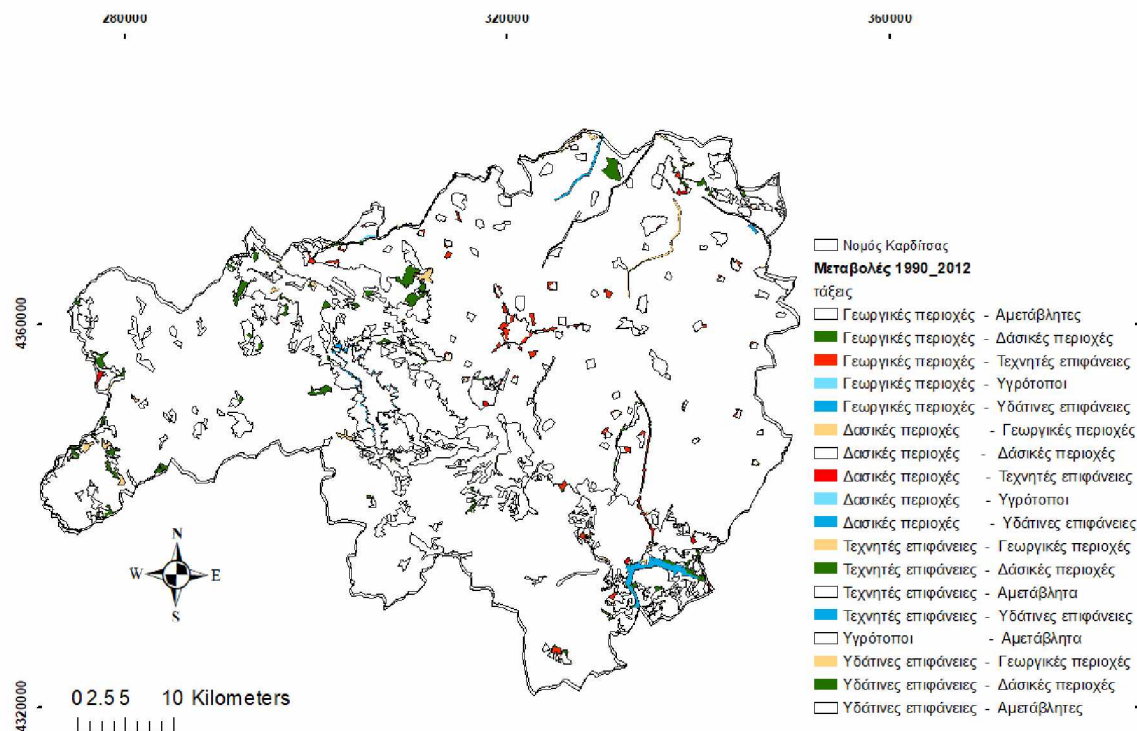 280000 320000 360000
Νομός Καρδίτσας
Μεταβολές 1990_2012
τάξεις
Γεωργικές περιοχές - Αμετάβλητες
Γεωργικές περιοχές - Δάσικές περιοχές
Γεωργικές περιοχές - Τεχνητές επιφάνειες
Γεωργικές περιοχές - Υγρότοποι
Γεωργικές περιοχές - Υδάτινες επιφάνειες
Δασικές περιοχές - Γεωργικές περιοχές
Δασικές περιοχές - Δάσικές περιοχές
Δασικές περιοχές - Τεχνητές επιφάνειες
Δασικές περιοχές - Υγρότοποι
Δασικές περιοχές - Υδάτινες επιφάνειες
Τεχνητές επιφάνειες - Γεωργικές περιοχές
Τεχνητές επιφάνειες - Δάσικές περιοχές
Τεχνητές επιφάνειες - Αμετάβλητα
Τεχνητές επιφάνειες - Υδάτινες επιφάνειες
Υγρότοποι - Αμετάβλητα
Υδάτινες επιφάνειες - Γεωργικές περιοχές
Υδάτινες επιφάνειες - Δάσικές περιοχές
Υδάτινες επιφάνειες - Αμετάβλητες
4360000
4320000
N
W E
S
0 2.5 5 10 Kilometers